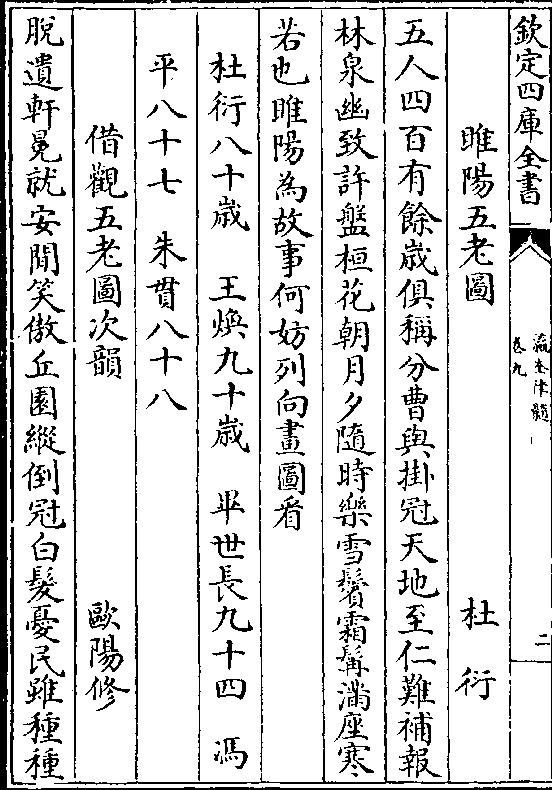 欽定四庫全書
瀛奎律髓
卷九
二
睢陽五老圖 杜衍
五人四百有餘歲俱稱分曹與掛冠天地至仁難補報
林泉幽致許盤桓花朝月夕隨時樂雪鬢霜髯滿座寒
若也睢陽為故事何妨列向畫圖看
杜衍八十歲 王煥九十歲 畢世長九十四 馮
平八十七 朱貫八十八
借觀五老圖次韻 歐陽修
脫遺軒冕就安閒笑傲丘園縱倒冠白髮憂民雖種種